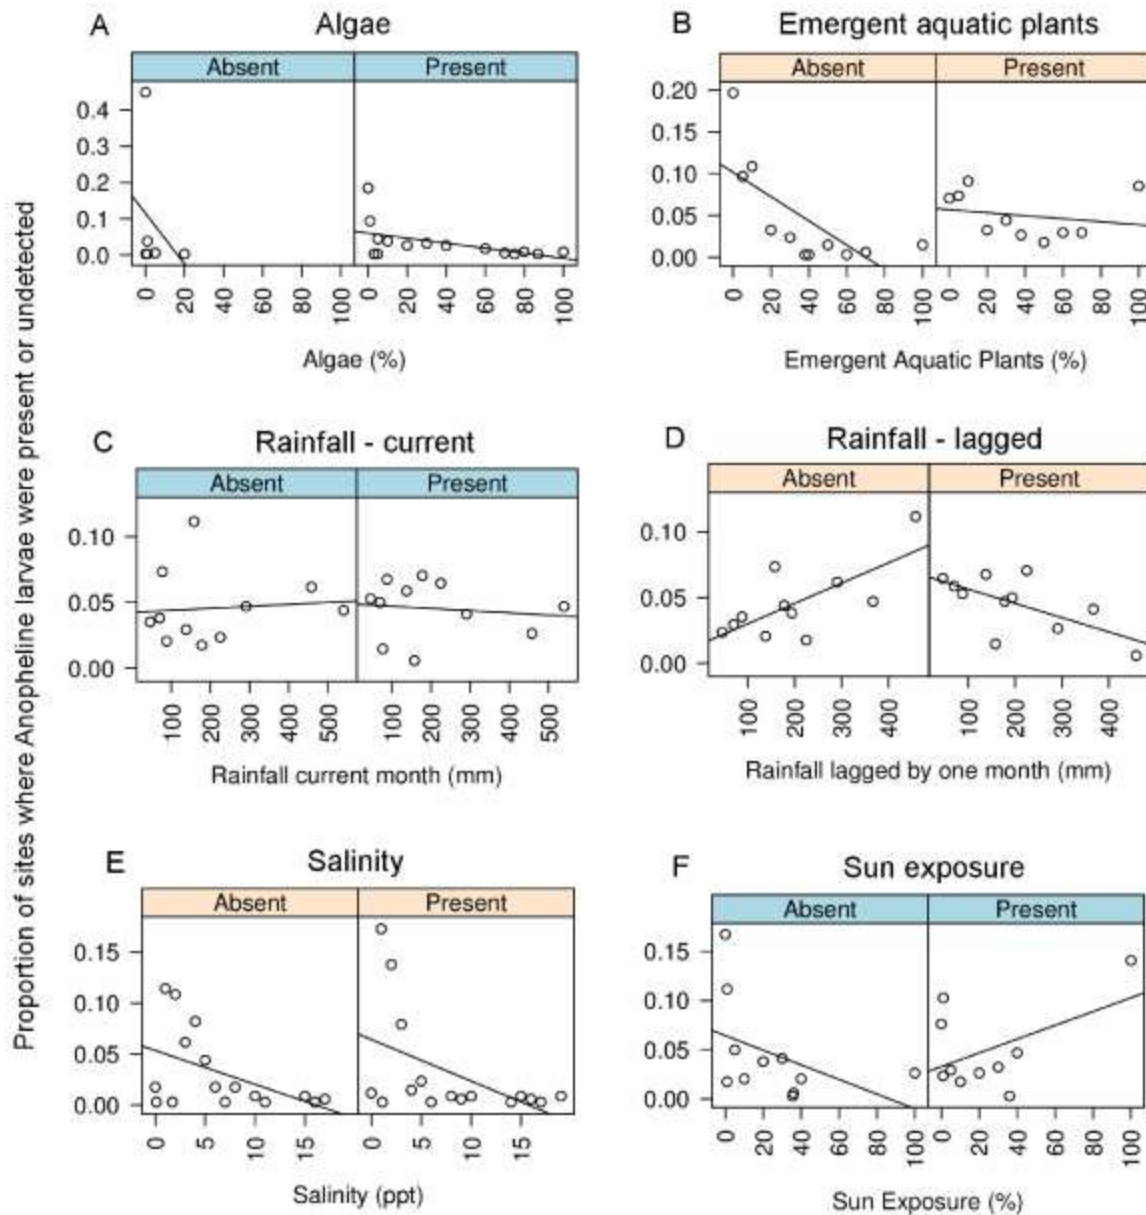 Proportion of sites where Anopheline larvae were present or undetected
A Algae
Absent Present
0.4
0.3
0.2
0.1
0.0
0 20 40 60 80 100 0 20 40 60 80 100
Algae (%)
B Emergent aquatic plants
Absent Present
0.20
0.15
0.10
0.05
0.00
0 20 40 60 80 100 0 20 40 60 80 100
Emergent Aquatic Plants (%)
C Rainfall - current
Absent Present
0.10
0.05
0.00
100 200 300 400 500 100 200 300 400 500
Rainfall current month (mm)
D Rainfall - lagged
Absent Present
0.10
0.05
0.00
100 200 300 400 100 200 300 400
Rainfall lagged by one month (mm)
E Salinity
Absent Present
0.15
0.10
0.05
0.00
0 5 10 15 0 5 10 15
Salinity (ppt)
F Sun exposure
Absent Present
0.15
0.10
0.05
0.00
0 20 40 60 80 100 0 20 40 60 80 100
Sun Exposure (%)